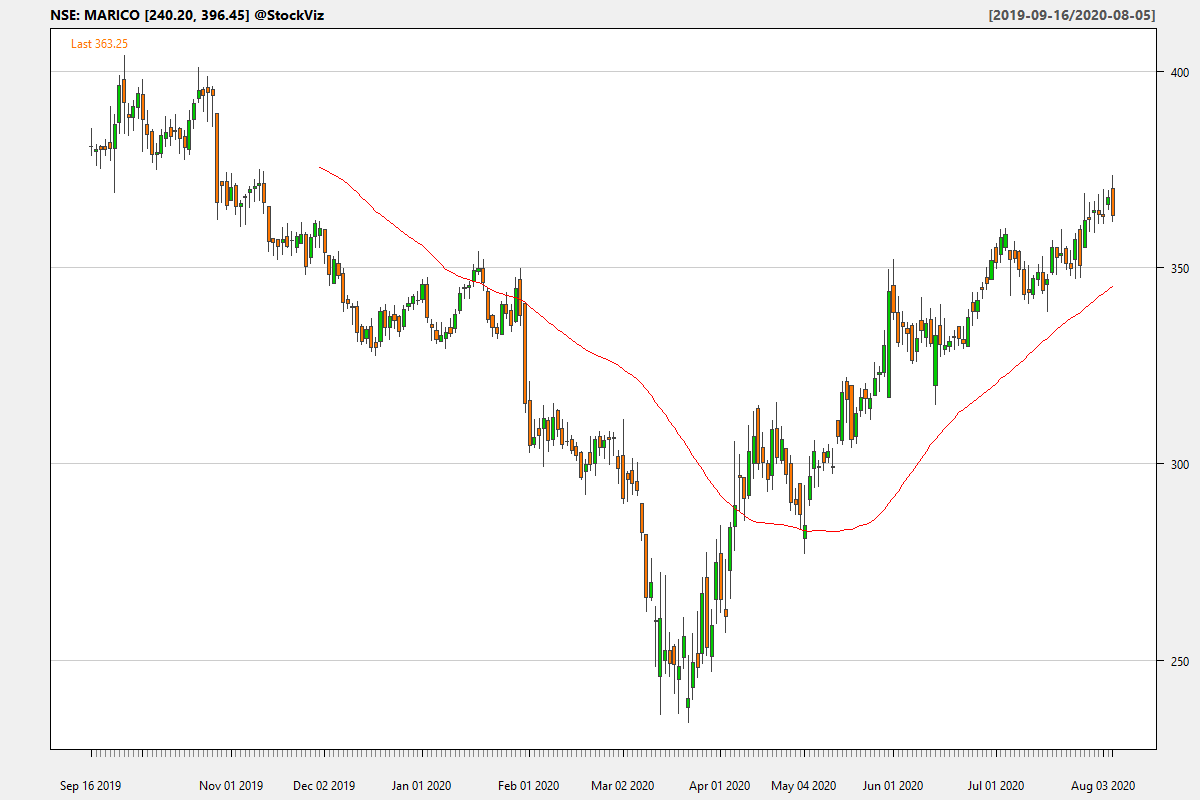 NSE: MARICO [240.20, 396.45] @StockViz
[2019-09-16/2020-08-05]
Last 363.25
400
350
300
250
Sep 16 2019
Nov 01 2019
Dec 02 2019
Jan 01 2020
Feb 01 2020
Mar 02 2020
Apr 01 2020
May 04 2020
Jun 01 2020
Jul 01 2020
Aug 03 2020